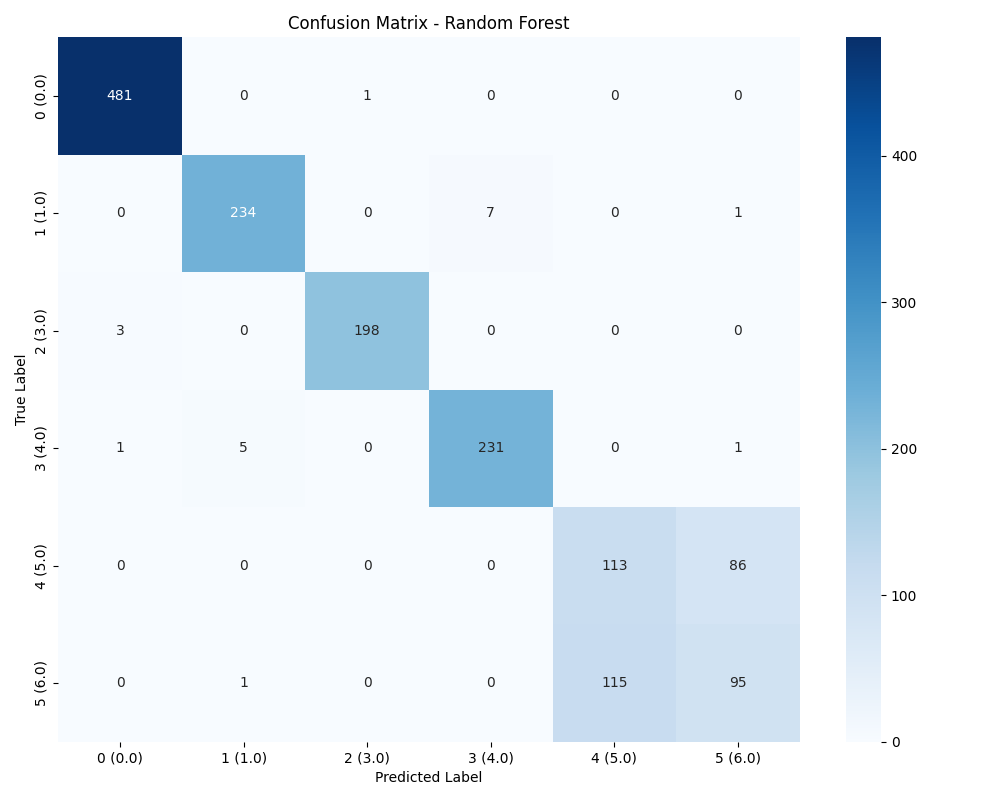 Confusion Matrix - Random Forest
0 (0.0) 481 0 1 0 0 0
1 (1.0) 0 234 0 7 0 1
2 (3.0) 3 0 198 0 0 0
3 (4.0) 1 5 0 231 0 1
4 (5.0) 0 0 0 0 113 86
5 (6.0) 0 1 0 0 115 95
0 (0.0) 1 (1.0) 2 (3.0) 3 (4.0) 4 (5.0) 5 (6.0)
Predicted Label
True Label
400
300
200
100
0